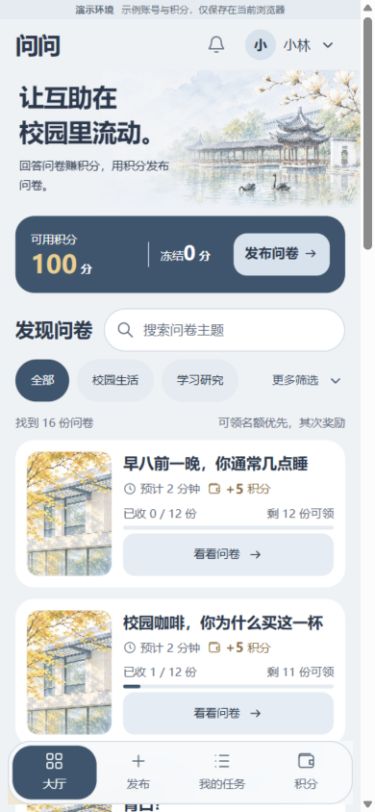 演示环境 示例账号与积分，仅保存在当前浏览器
问问
小 小林
让互助在
校园里流动。
回答问卷赚积分，用积分发布
问卷。
可用积分
100 分
冻结0 分
发布问卷 →
发现问卷
搜索问卷主题
全部 校园生活 学习研究 更多筛选
找到 16 份问卷 可领名额优先，其次奖励
早八前一晚，你通常几点睡
预计 2 分钟 +5 积分
已收 0 / 12 份 剩 12 份可领
看看问卷 →
校园咖啡，你为什么买这一杯
预计 2 分钟 +5 积分
已收 1 / 12 份 剩 11 份可领
看看问卷 →
大厅 发布 我的任务 积分